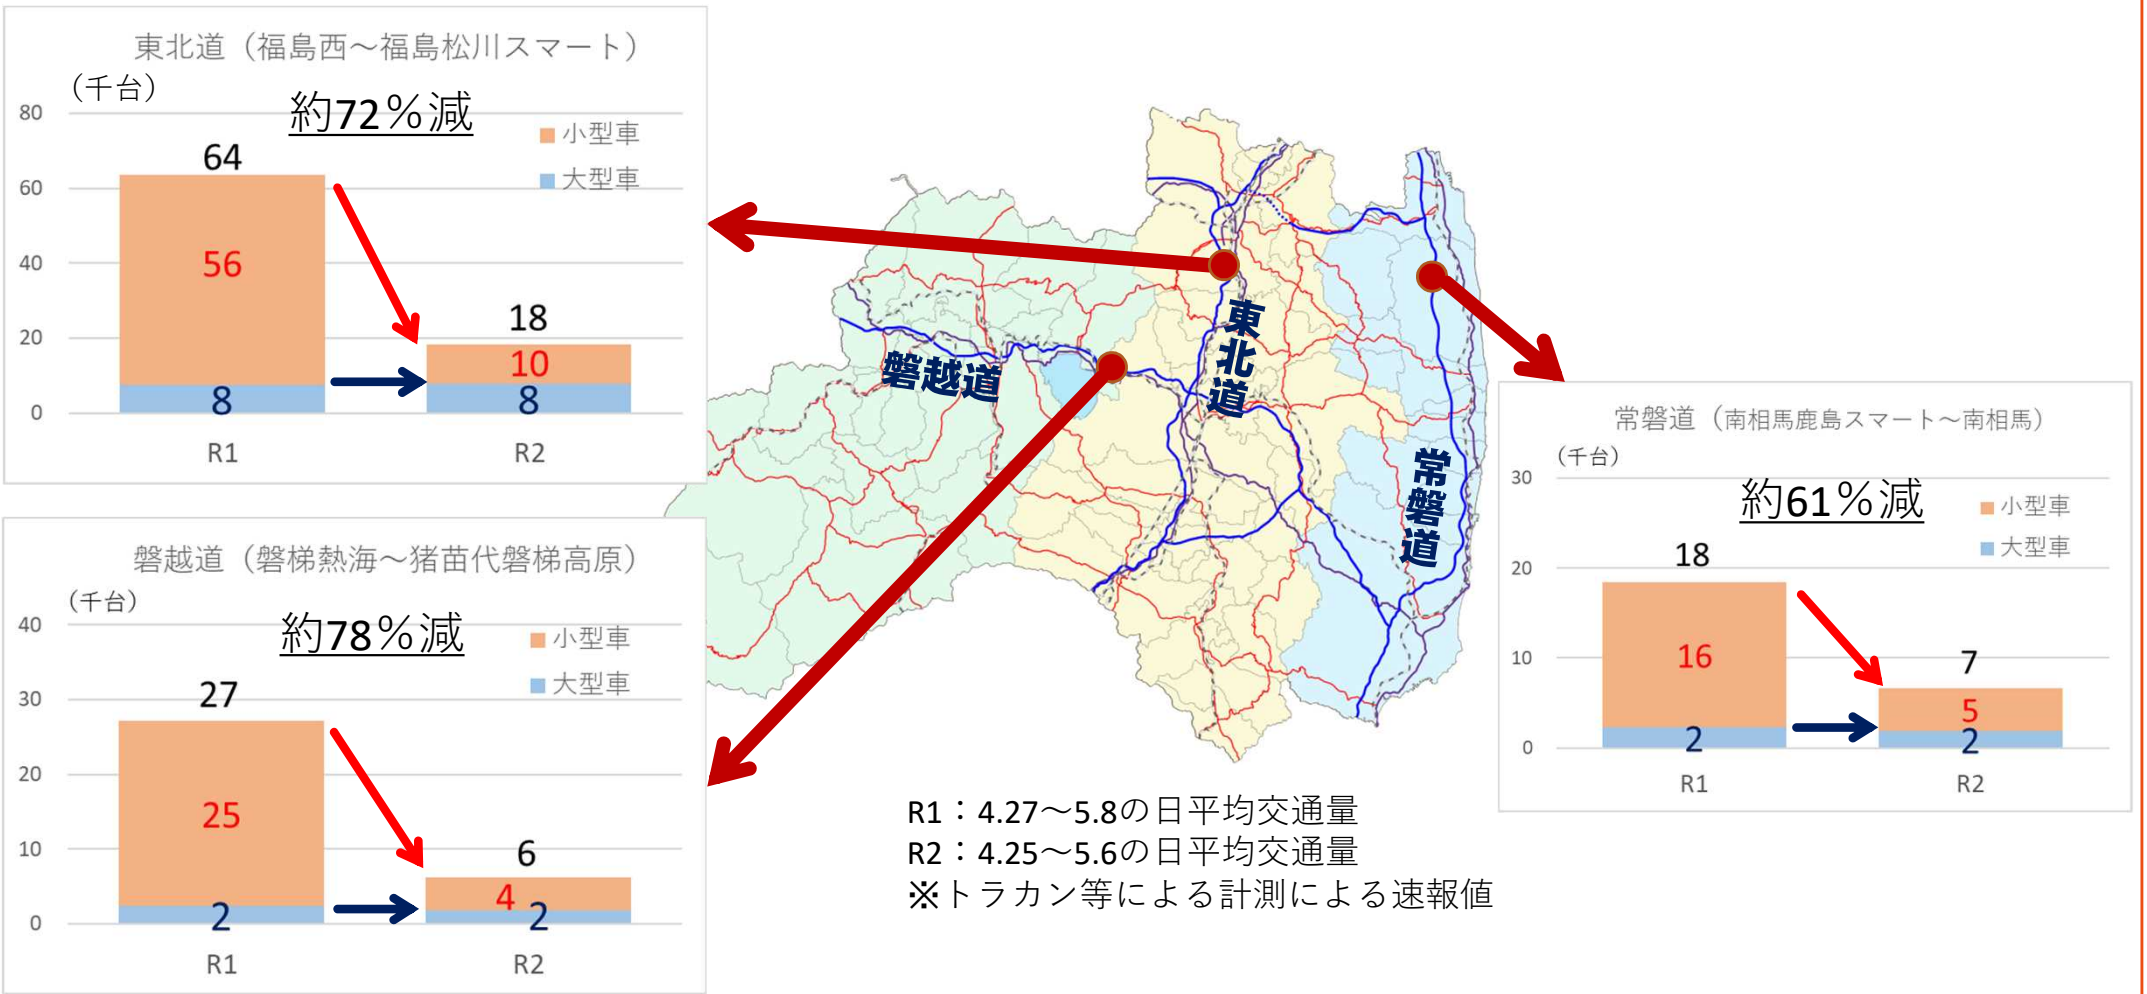 東北道（福島西～福島松川スマート）
（千台）
約72％減
80
60
40
20
0
小型車
大型車
64
56
8
18
10
8
R1
R2
磐越道（磐梯熱海～猪苗代磐梯高原）
（千台）
約78％減
40
30
20
10
0
小型車
大型車
27
25
2
6
4
2
R1
R2
磐越道
東北道
常磐道
常磐道（南相馬鹿島スマート～南相馬）
（千台）
約61％減
30
20
10
0
小型車
大型車
18
16
2
7
5
2
R1
R2
R1：4.27～5.8の日平均交通量
R2：4.25～5.6の日平均交通量
※トラカン等による計測による速報値